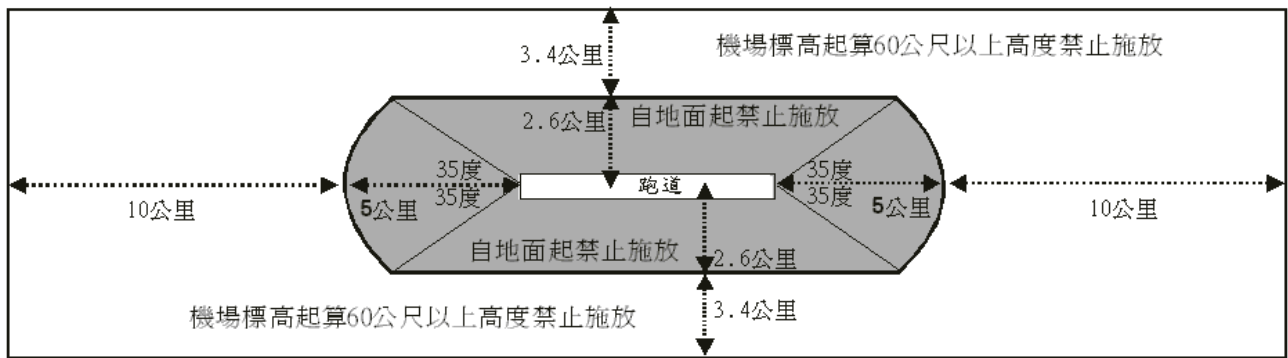 3.4公里
機場標高起算60公尺以上高度禁止施放
2.6公里
自地面起禁止施放
35度
35度
跑道
35度
35度
10公里
5公里
5公里
10公里
自地面起禁止施放
2.6公里
機場標高起算60公尺以上高度禁止施放
3.4公里